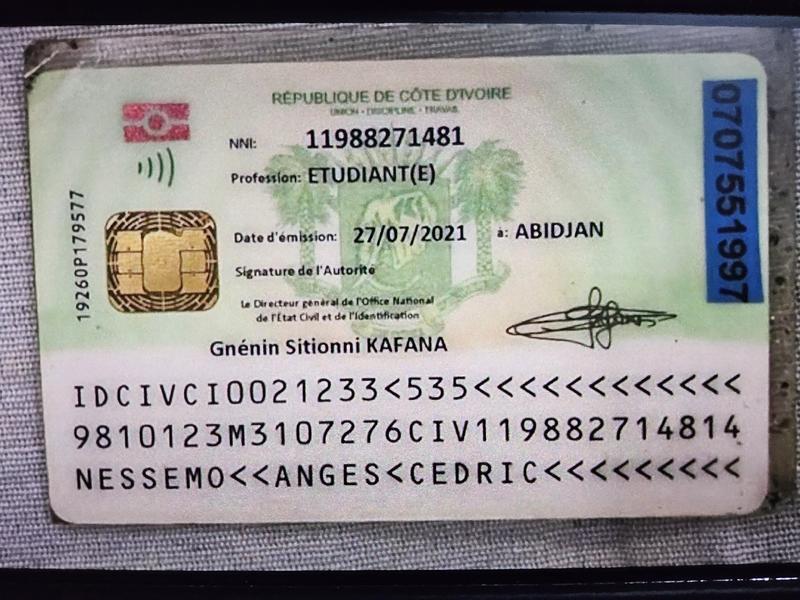 RÉPUBLIQUE DE CÔTE D'IVOIRE
UNION - DISCIPLINE - TRAVAIL
NNI: 11988271481
Profession: ETUDIANT(E)
Date d'émission: 27/07/2021 à: ABIDJAN
Signature de l'Autorité
Le Directeur général de l'Office National
de l'État Civil et de l'Identification
Gnénin Sitionni KAFANA
19260P179577
0707551997
IDCIVCI0021233<535<<<<<<<<<<<<
9810123M3107276CIV119882714814
NESSEMO<<ANGES<CEDRIC<<<<<<<<<